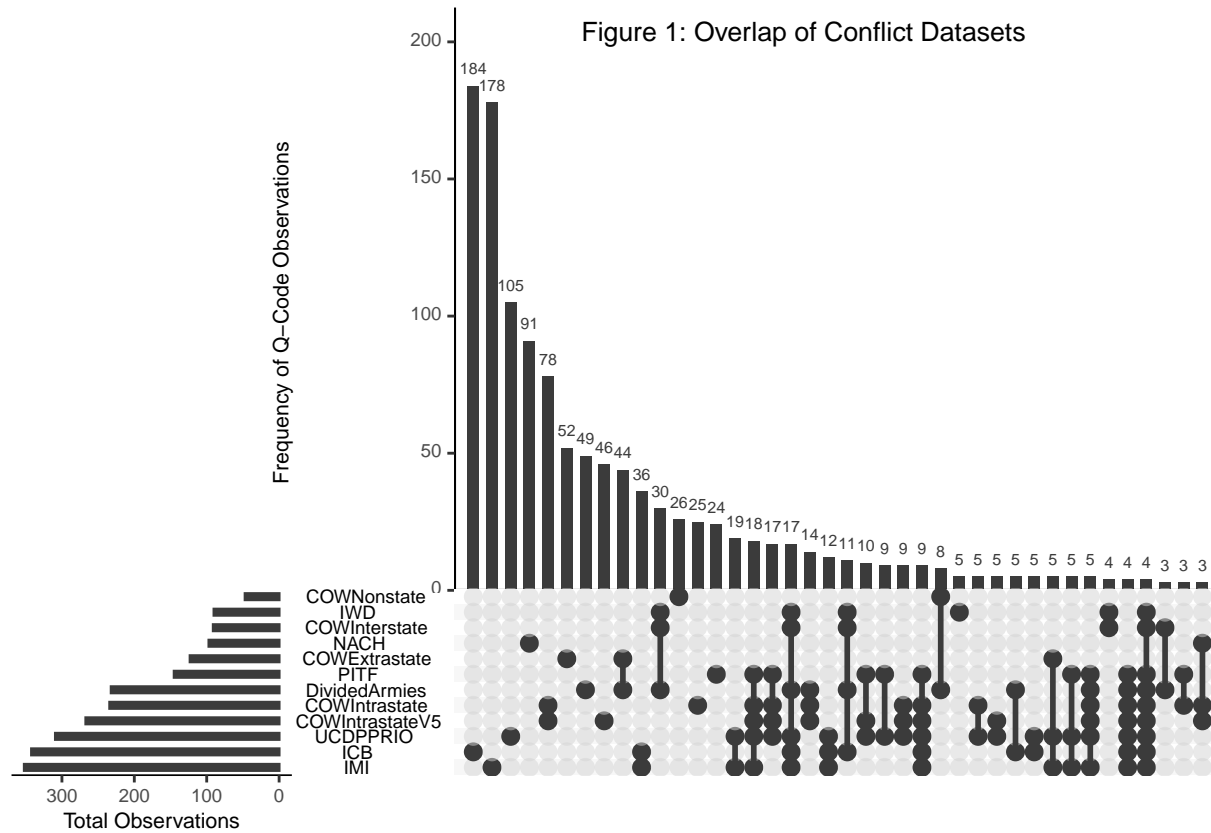 Figure 1: Overlap of Conflict Datasets
200
150
100
50
0
Frequency of Q−Code Observations
184
178
105
91
78
52
49
46
44
36
30
26
25
24
19
18
17
17
14
12
11
10
9
9
9
8
5
5
5
5
5
5
5
5
4
4
4
3
3
3
COWNonstate
IWD
COWInterstate
NACH
COWExtrastate
PITF
DividedArmies
COWIntrastate
COWIntrastateV5
UCDPPRIO
ICB
IMI
300 200 100 0
Total Observations